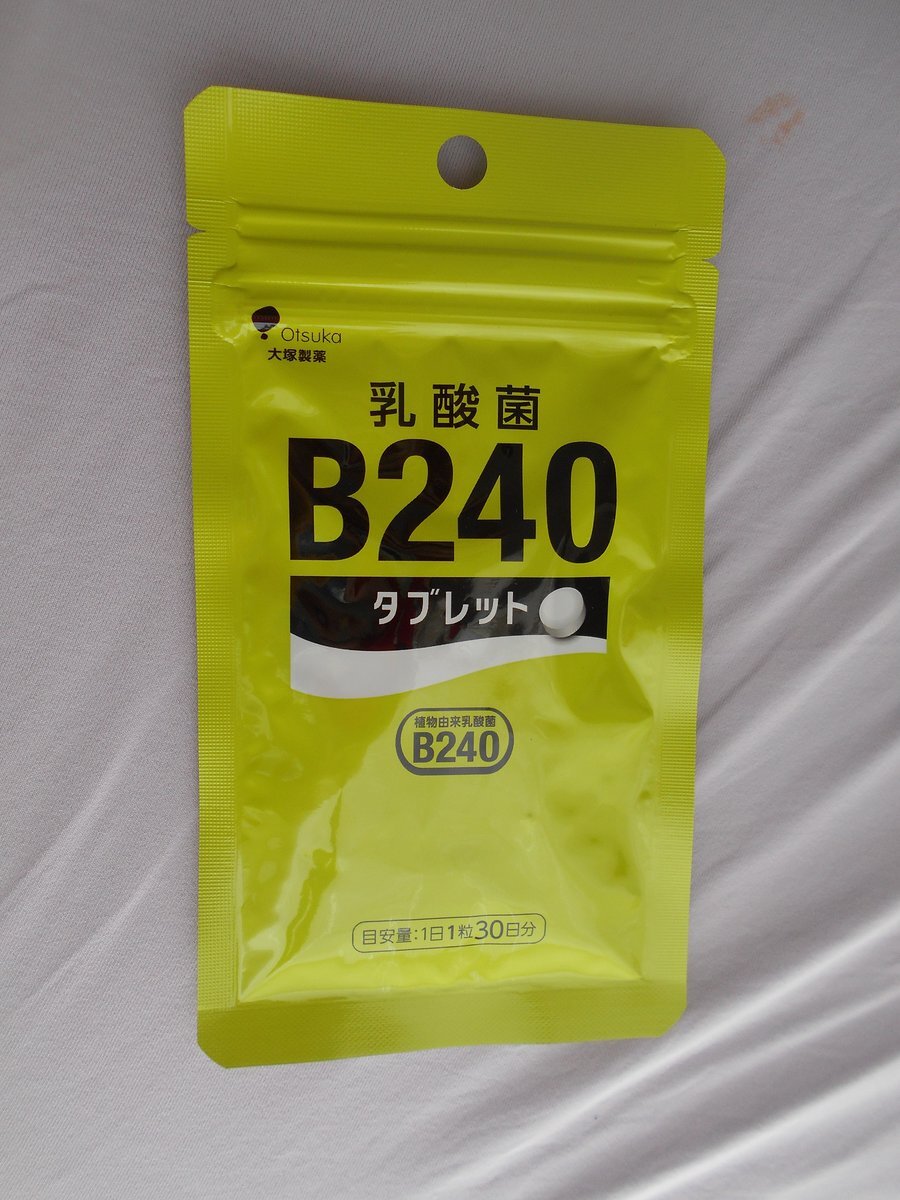 Otsuka
大塚製薬
乳酸菌
B240
タブレット
植物由来乳酸菌
B240
目安量:1日1粒30日分